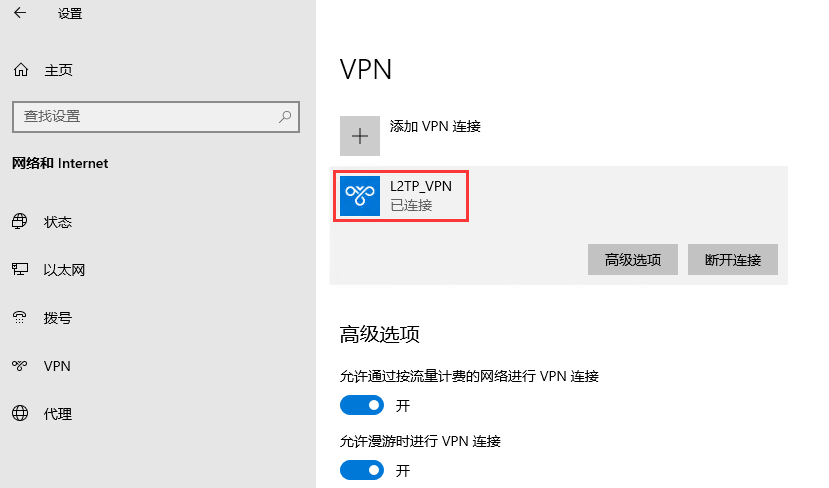 设置
主页
查找设置
网络和 Internet
状态
以太网
拨号
VPN
代理
VPN
添加 VPN 连接
L2TP_VPN
已连接
高级选项
断开连接
高级选项
允许通过按流量计费的网络进行 VPN 连接
开
允许漫游时进行 VPN 连接
开